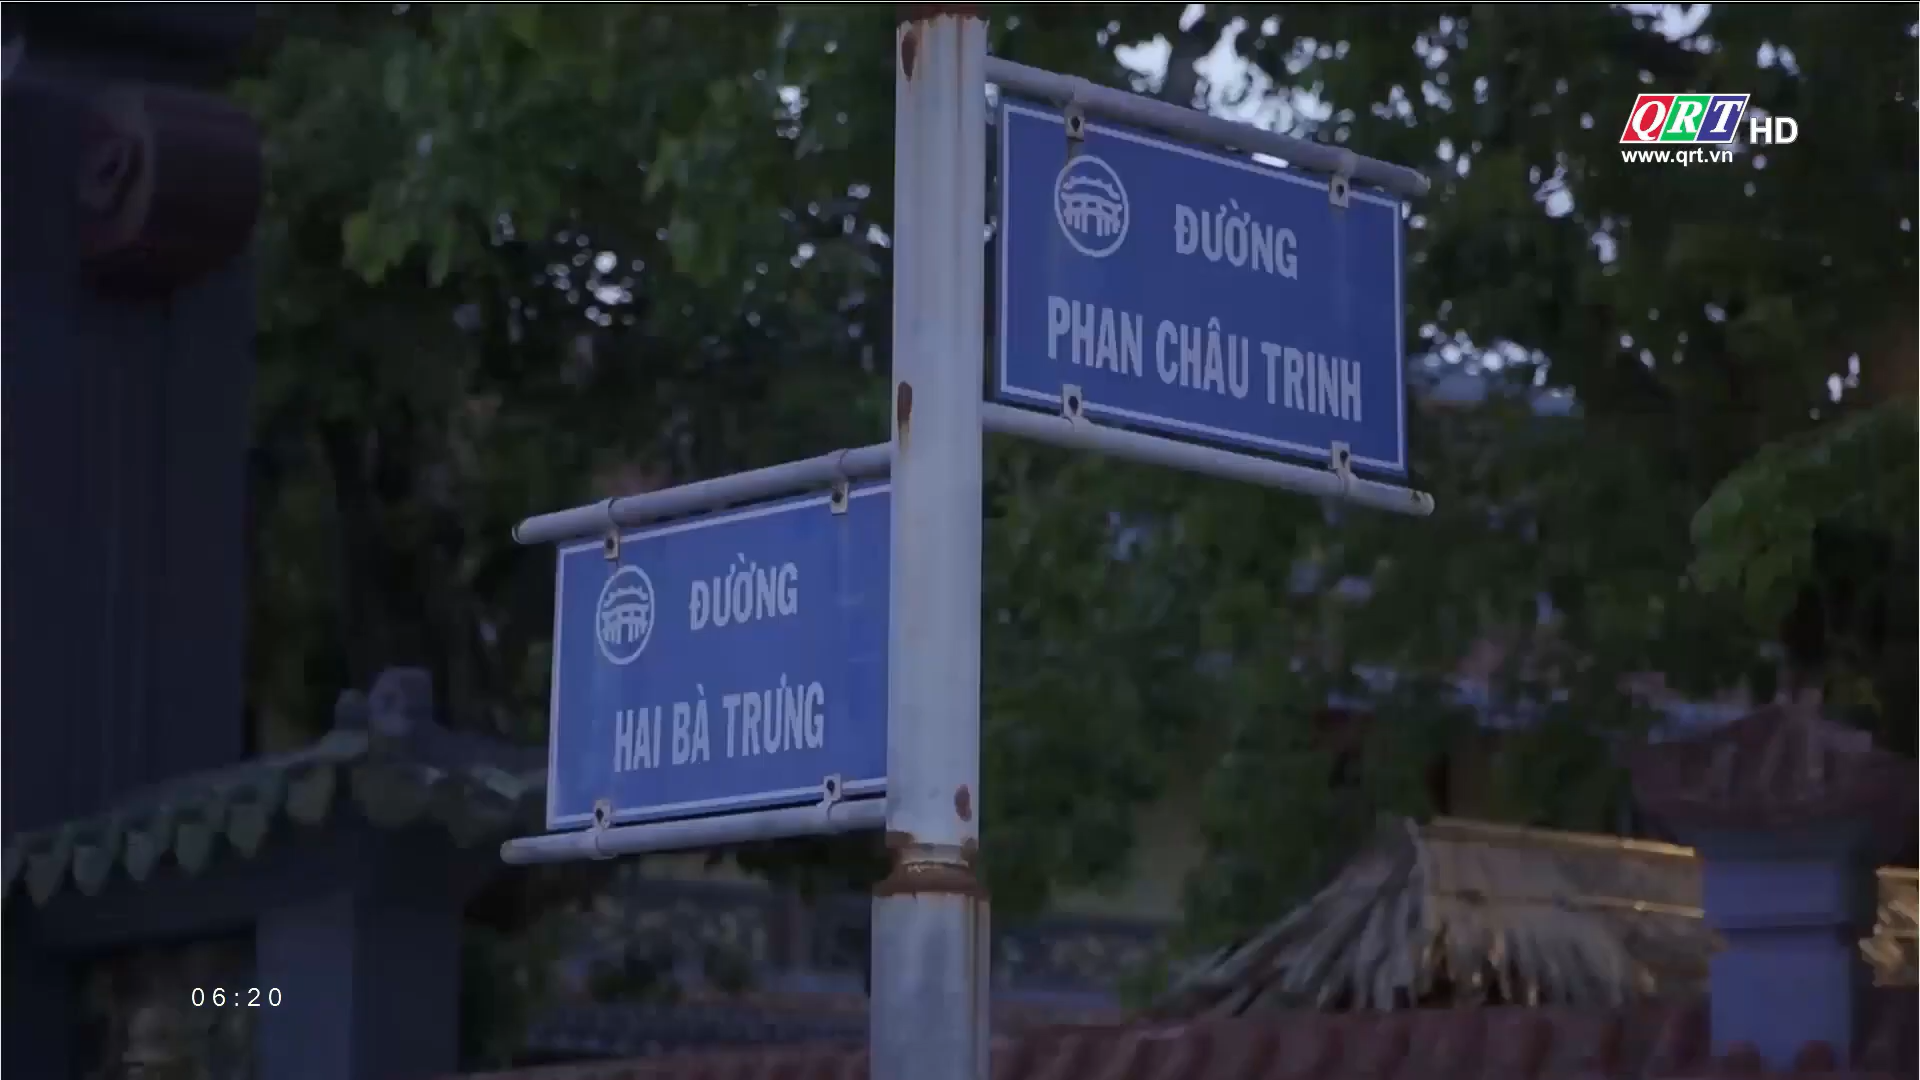 QRT HD
www.qrt.vn
ĐƯỜNG
PHAN CHÂU TRINH
ĐƯỜNG
HAI BÀ TRƯNG
06:20